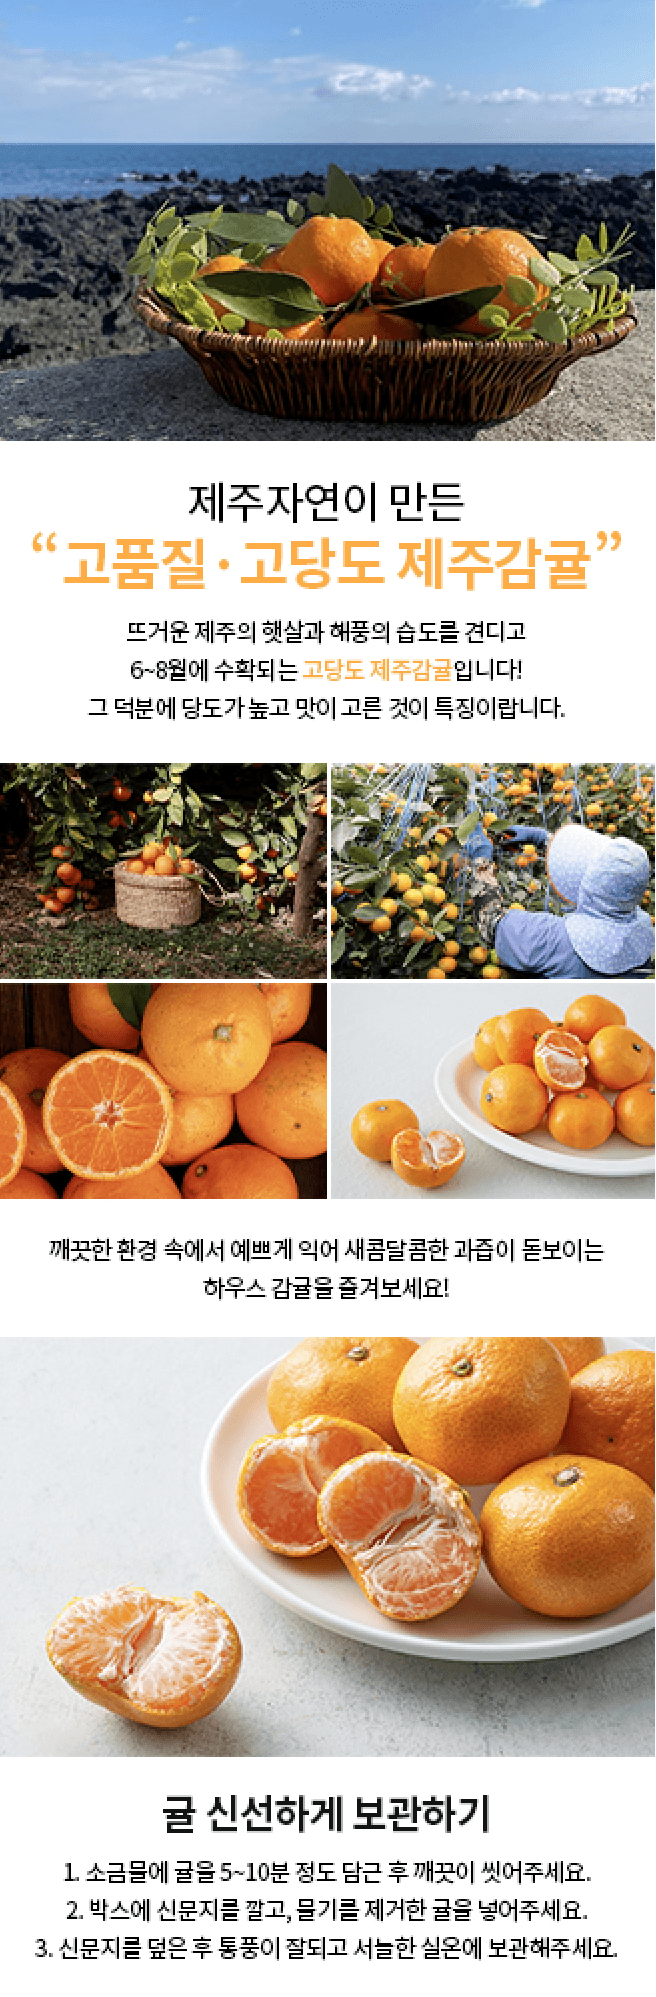 제주자연이 만든
“고품질·고당도 제주감귤”
뜨거운 제주의 햇살과 해풍의 습도를 견디고
6~8월에 수확되는 고당도 제주감귤입니다!
그 덕분에 당도가 높고 맛이 고른 것이 특징이랍니다.
깨끗한 환경 속에서 예쁘게 익어 새콤달콤한 과즙이 돋보이는
하우스 감귤을 즐겨보세요!
귤 신선하게 보관하기
1. 소금물에 귤을 5~10분 정도 담근 후 깨끗이 씻어주세요.
2. 박스에 신문지를 깔고, 물기를 제거한 귤을 넣어주세요.
3. 신문지를 덮은 후 통풍이 잘되고 서늘한 실온에 보관해주세요.